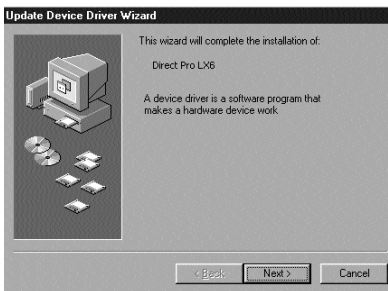 Update Device Driver Wizard
This wizard will complete the installation of:
Direct Pro LX6
A device driver is a software program that
makes a hardware device work
< Back
Next >
Cancel